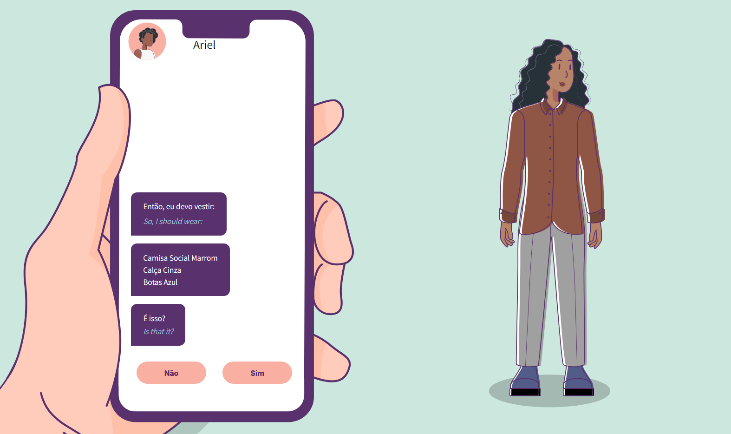 Ariel
Então, eu devo vestir:
So, I should wear:
Camisa Social Marrom
Calça Cinza
Botas Azul
É isso?
Is that it?
Não
Sim